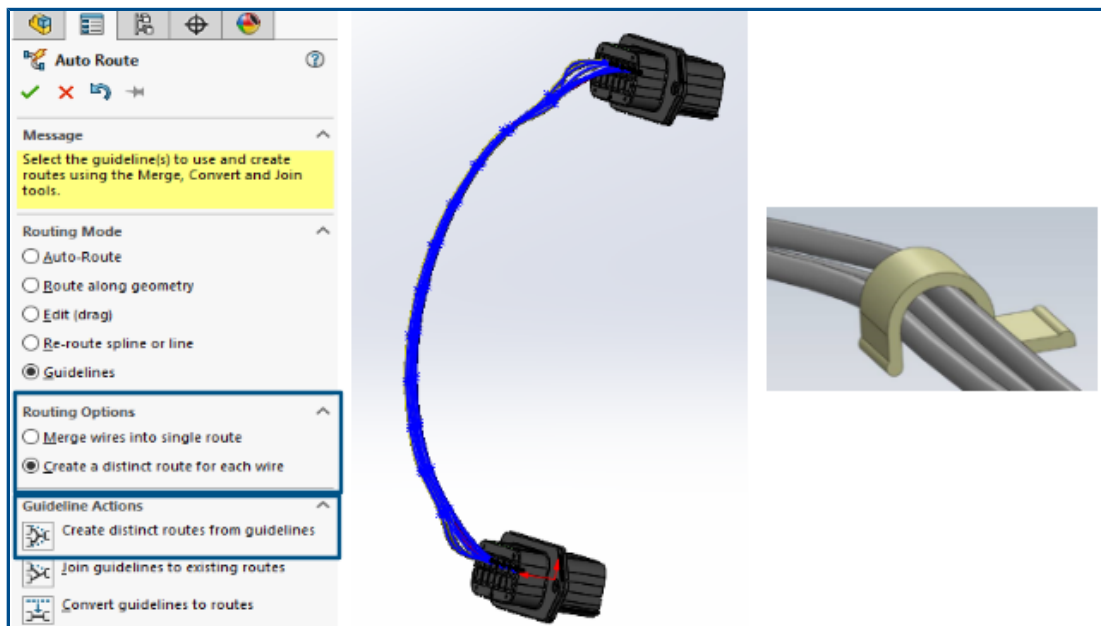 Auto Route
Message
Select the guideline(s) to use and create
routes using the Merge, Convert and Join
tools.
Routing Mode
Auto-Route
Route along geometry
Edit (drag)
Re-route spline or line
Guidelines
Routing Options
Merge wires into single route
Create a distinct route for each wire
Guideline Actions
Create distinct routes from guidelines
Join guidelines to existing routes
Convert guidelines to routes